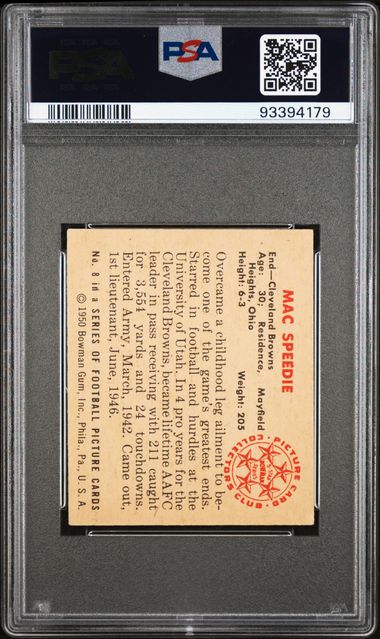 PSA
PSA
93394179
MAC SPEEDIE
End—Cleveland Browns
Age: 30; Residence, Mayfield
Heights, Ohio
Height: 6-3 Weight: 205
Overcame a childhood leg ailment to be-
come one of the game's greatest ends.
Starred in football and hurdles at the
University of Utah. In 4 pro years for the
Cleveland Browns, became lifetime AAFC
leader in pass receiving with 211 caught
for 3,554 yards and 24 touchdowns.
Entered Army, March, 1942. Came out,
1st lieutenant, June, 1946.
No. 8 in a SERIES OF FOOTBALL PICTURE CARDS
© 1950 Bowman Gum, Inc., Phila., Pa., U. S. A.
PICTURE CARD
COLLECTORS CLUB